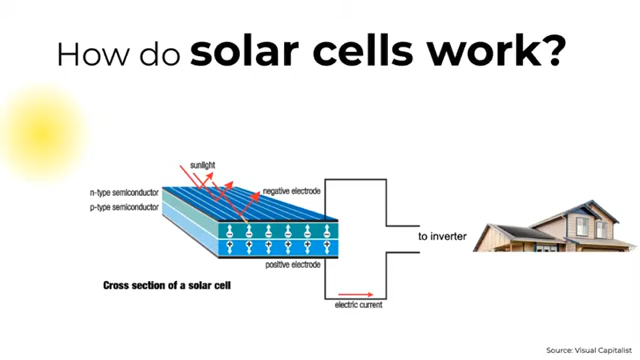 How do solar cells work?
sunlight
n-type semiconductor
negative electrode
p-type semiconductor
to inverter
positive electrode
Cross section of a solar cell
electric current
Source: Visual Capitalist